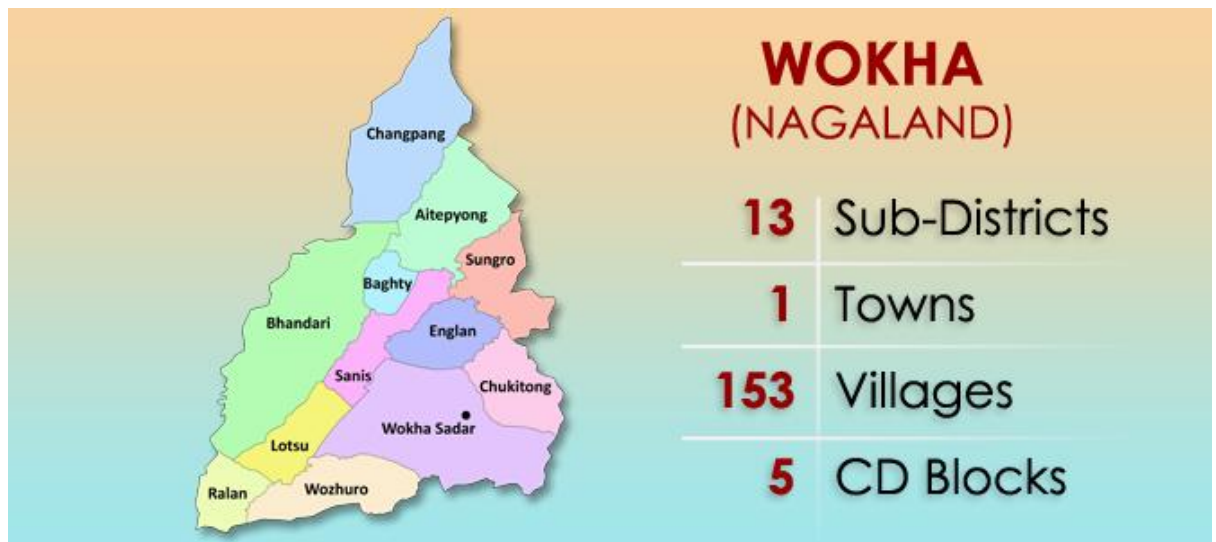 Changpang
Aitepyong
Sungro
Baghty
Bhandari
Englan
Sanis
Chukitong
Wokha Sadar
Lotsu
Ralan
Wozhuro
WOKHA
(NAGALAND)
13 Sub-Districts
1 Towns
153 Villages
5 CD Blocks